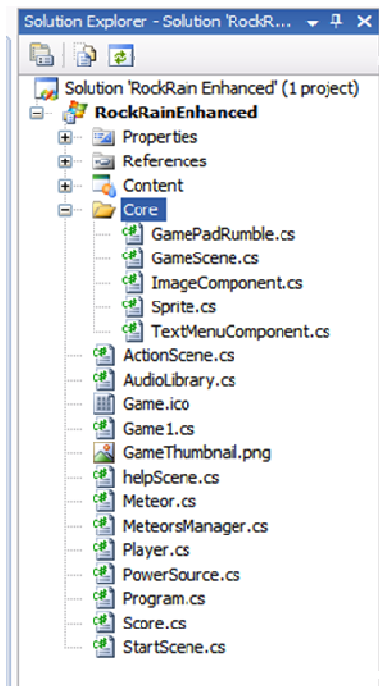 Solution Explorer - Solution 'RockR...
Solution 'RockRain Enhanced' (1 project)
RockRainEnhanced
Properties
References
Content
Core
GamePadRumble.cs
GameScene.cs
ImageComponent.cs
Sprite.cs
TextMenuComponent.cs
ActionScene.cs
AudioLibrary.cs
Game.ico
Game1.cs
GameThumbnail.png
helpScene.cs
Meteor.cs
MeteorsManager.cs
Player.cs
PowerSource.cs
Program.cs
Score.cs
StartScene.cs